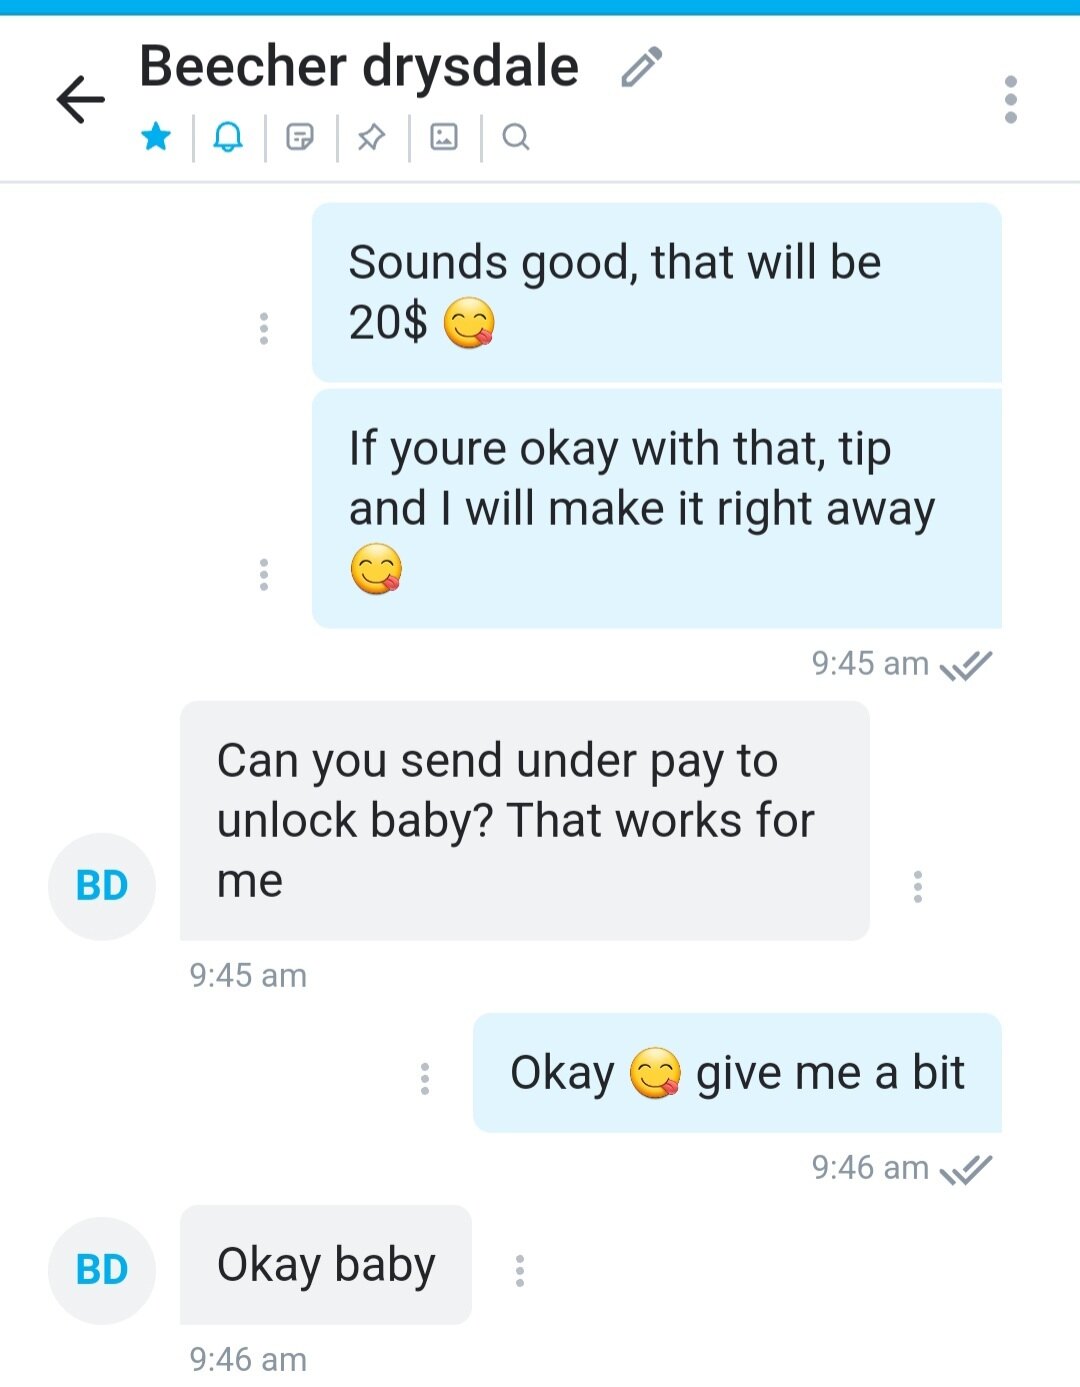 Beecher drysdale
Sounds good, that will be
20$ 😋
If youre okay with that, tip
and I will make it right away
😋
9:45 am
Can you send under pay to
unlock baby? That works for
me
BD
9:45 am
Okay 😋 give me a bit
9:46 am
Okay baby
BD
9:46 am